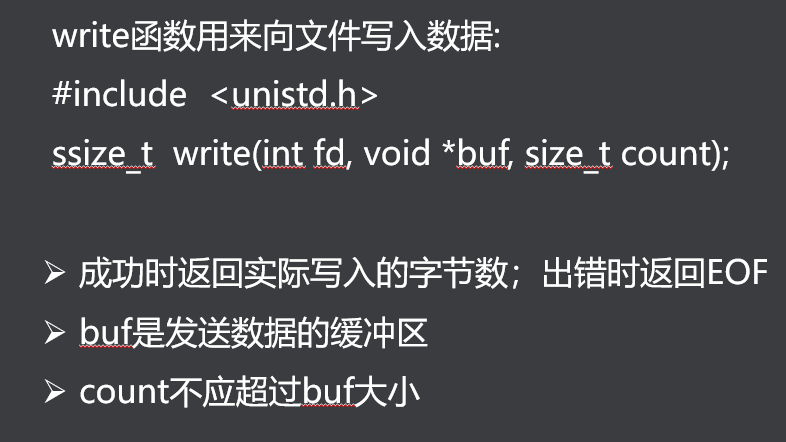 write函数用来向文件写入数据:
#include <unistd.h>
ssize_t write(int fd, void *buf, size_t count);
➢ 成功时返回实际写入的字节数；出错时返回EOF
➢ buf是发送数据的缓冲区
➢ count不应超过buf大小